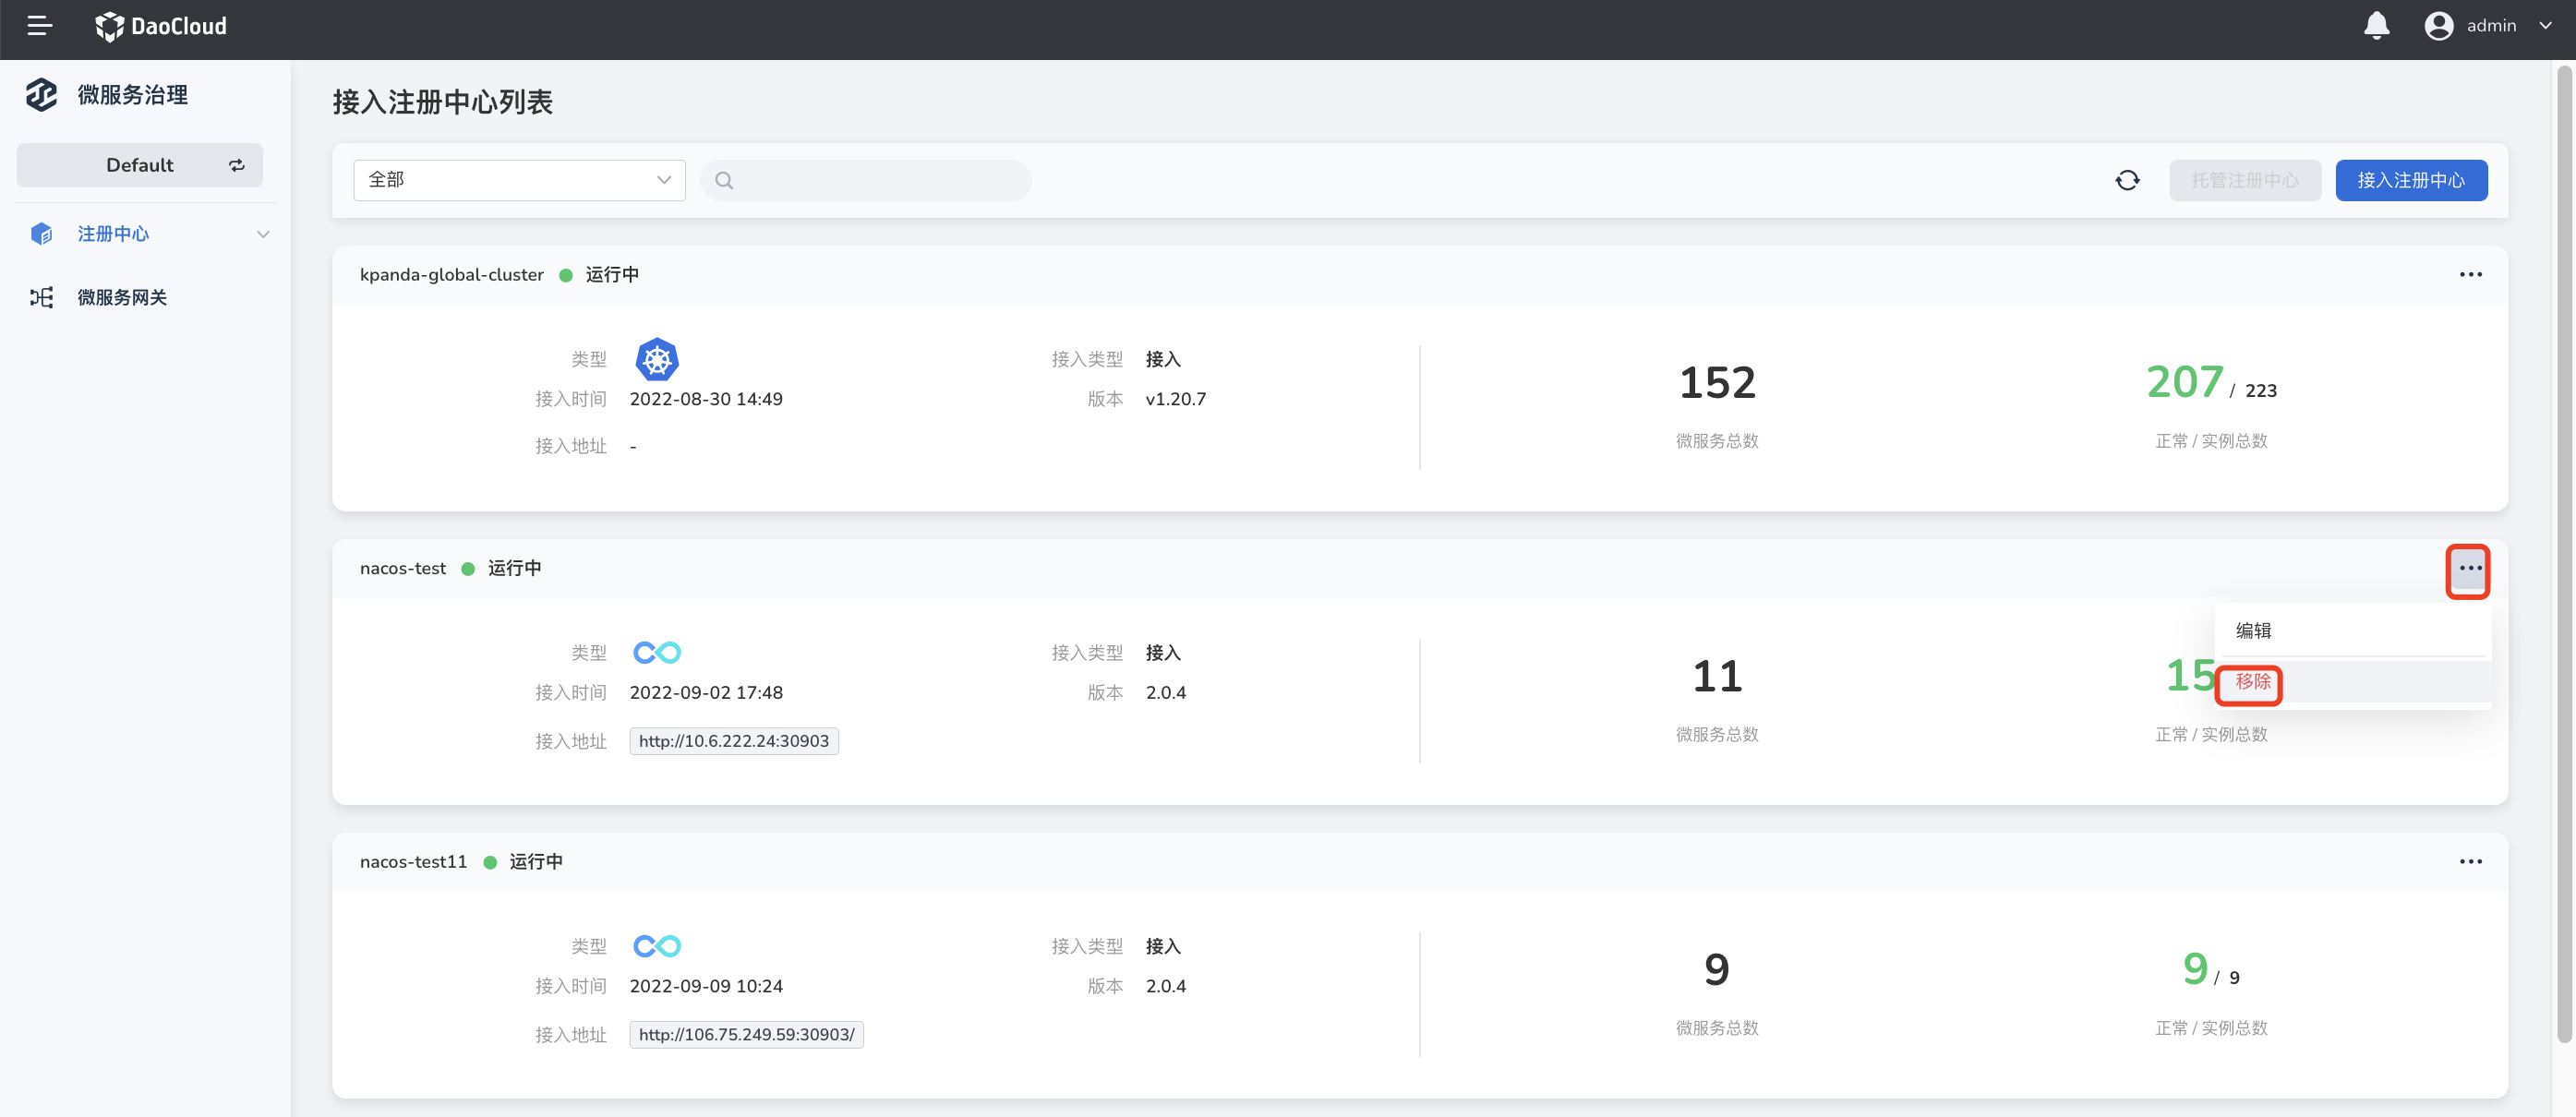 DaoCloud
admin
微服务治理
Default
注册中心
微服务网关
接入注册中心列表
全部
托管注册中心
接入注册中心
kpanda-global-cluster 运行中
类型
接入类型 接入
接入时间 2022-08-30 14:49
版本 v1.20.7
接入地址 -
152
微服务总数
207 / 223
正常 / 实例总数
nacos-test 运行中
编辑
移除
类型
接入类型 接入
接入时间 2022-09-02 17:48
版本 2.0.4
接入地址 http://10.6.222.24:30903
11
微服务总数
15
正常 / 实例总数
nacos-test11 运行中
类型
接入类型 接入
接入时间 2022-09-09 10:24
版本 2.0.4
接入地址 http://106.75.249.59:30903/
9
微服务总数
9 / 9
正常 / 实例总数